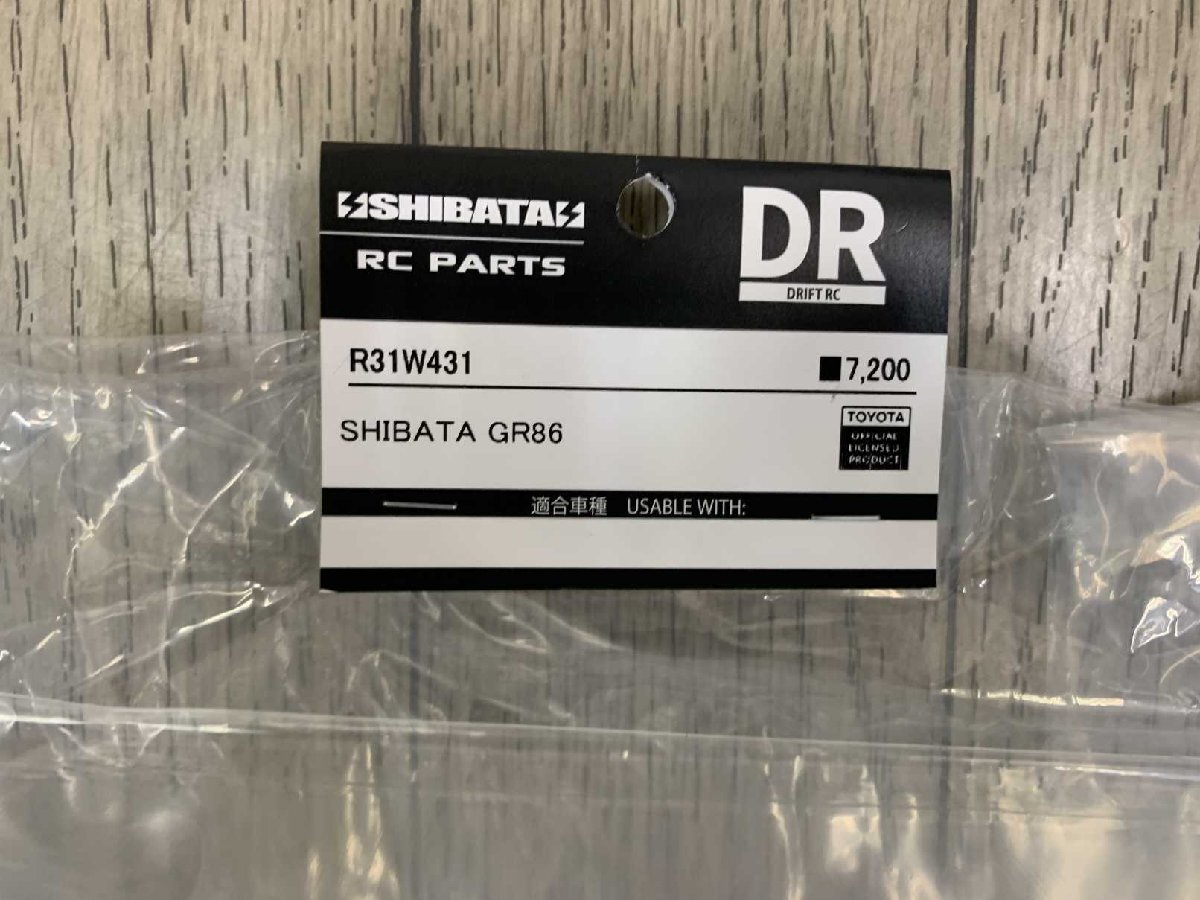 SHIBATA
RC PARTS
DR
DRIFT RC
R31W431
■7,200
SHIBATA GR86
TOYOTA
OFFICIAL
LICENSED
PRODUCT
適合車種 USABLE WITH: